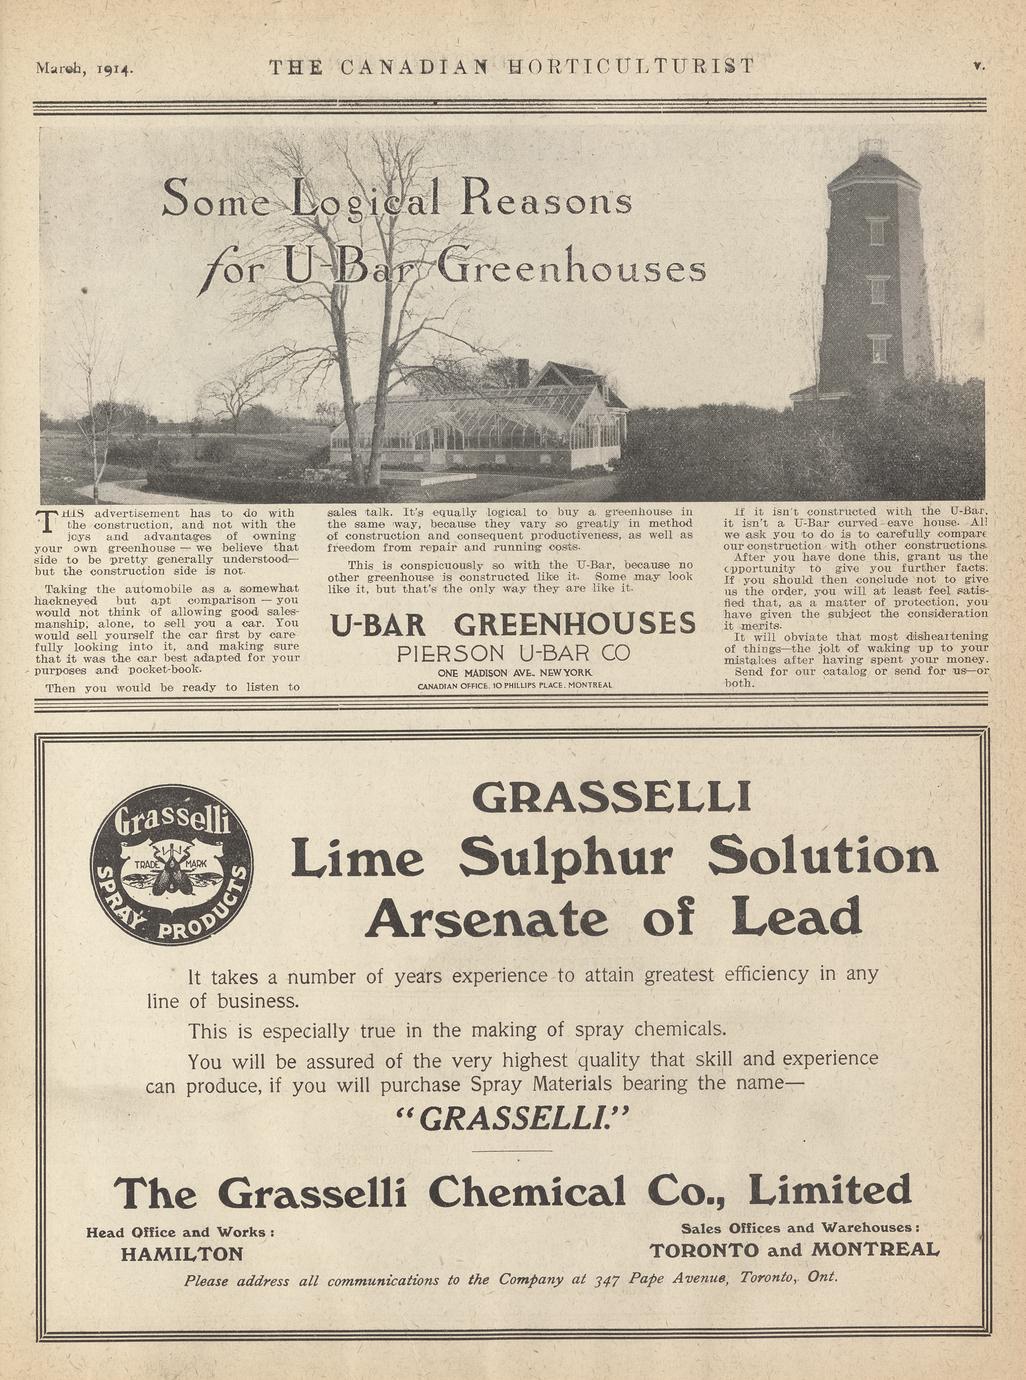 March, 1914.
THE CANADIAN HORTICULTURIST
v.
Some Logical Reasons
for U-Bar Greenhouses
THIS advertisement has to do with
the construction, and not with the
joys and advantages of owning
your own greenhouse — we believe that
side to be pretty generally understood—
but the construction side is not.
Taking the automobile as a somewhat
hackneyed but apt comparison — you
would not think of allowing good sales-
manship, alone, to sell you a car. You
would sell yourself the car first by care
fully looking into it, and making sure
that it was the car best adapted for your
purposes and pocket-book.
Then you would be ready to listen to
sales talk. It's equally logical to buy a greenhouse in
the same way, because they vary so greatly in method
of construction and consequent productiveness, as well as
freedom from repair and running costs.
This is conspicuously so with the U-Bar, because no
other greenhouse is constructed like it. Some may look
like it, but that's the only way they are like it.
U-BAR GREENHOUSES
PIERSON U-BAR CO
ONE MADISON AVE., NEW YORK
CANADIAN OFFICE, 10 PHILLIPS PLACE, MONTREAL
If it isn't constructed with the U-Bar,
it isn't a U-Bar curved eave house. All
we ask you to do is to carefully compare
our construction with other constructions.
After you have done this, grant us the
opportunity to give you further facts.
If you should then conclude not to give
us the order, you will at least feel satis-
fied that, as a matter of protection, you
have given the subject the consideration
it merits.
It will obviate that most disheartening
of things—the jolt of waking up to your
mistakes after having spent your money.
Send for our catalog or send for us—or
both.
Grasselli
TRADE MARK
SPRAY PRODUCTS
GRASSELLI
Lime Sulphur Solution
Arsenate of Lead
It takes a number of years experience to attain greatest efficiency in any
line of business.
This is especially true in the making of spray chemicals.
You will be assured of the very highest quality that skill and experience
can produce, if you will purchase Spray Materials bearing the name—
"GRASSELLI."
The Grasselli Chemical Co., Limited
Head Office and Works:
HAMILTON
Sales Offices and Warehouses:
TORONTO and MONTREAL
Please address all communications to the Company at 347 Pape Avenue, Toronto, Ont.